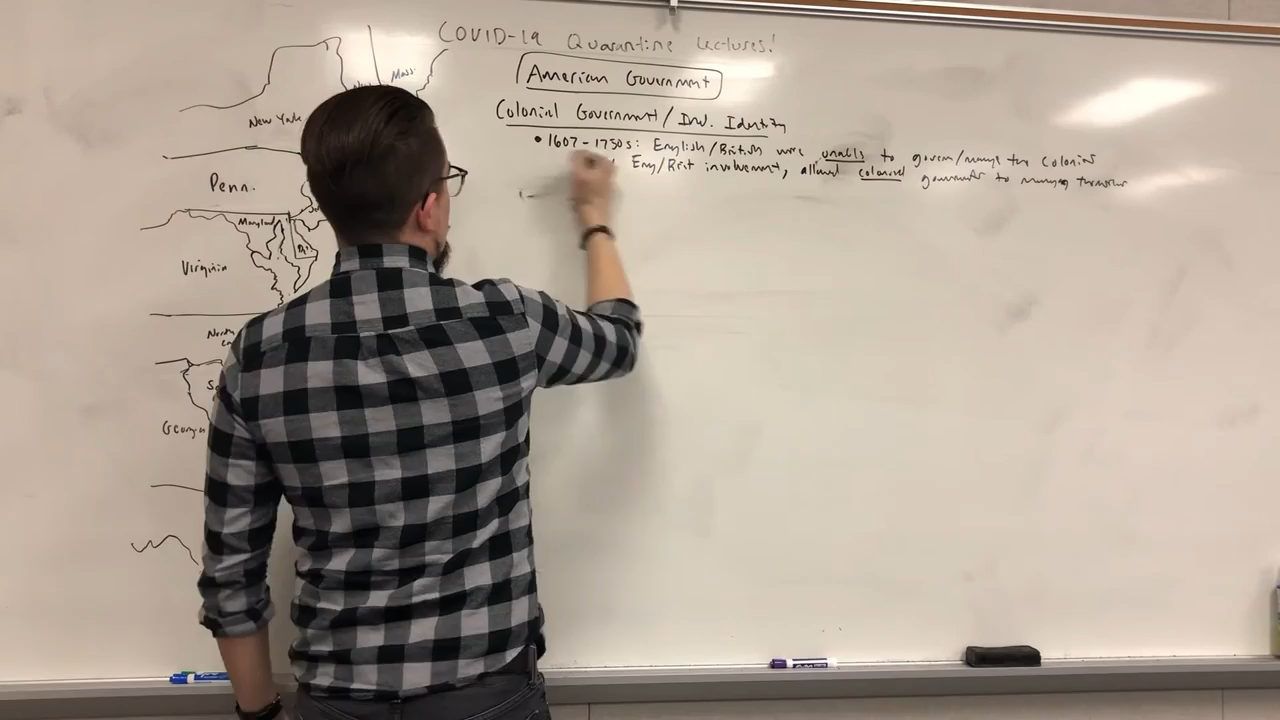 COVID-19 Quarantine Lectures!
American Government
Colonial Government / Ind. Identity
• 1607-1750s: English/British were unable to govern/manage the colonies
Eng/Brit involvement, allowed colonial governments to manage themselves
Mass.
New York
Penn.
Maryland
Virginia
North
Georgia